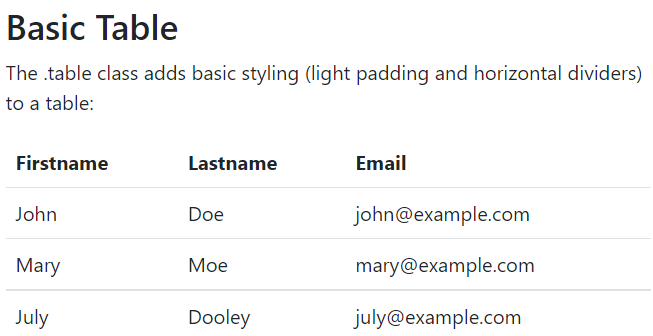 Basic Table
The .table class adds basic styling (light padding and horizontal dividers)
to a table:
Firstname Lastname Email
John Doe john@example.com
Mary Moe mary@example.com
July Dooley july@example.com